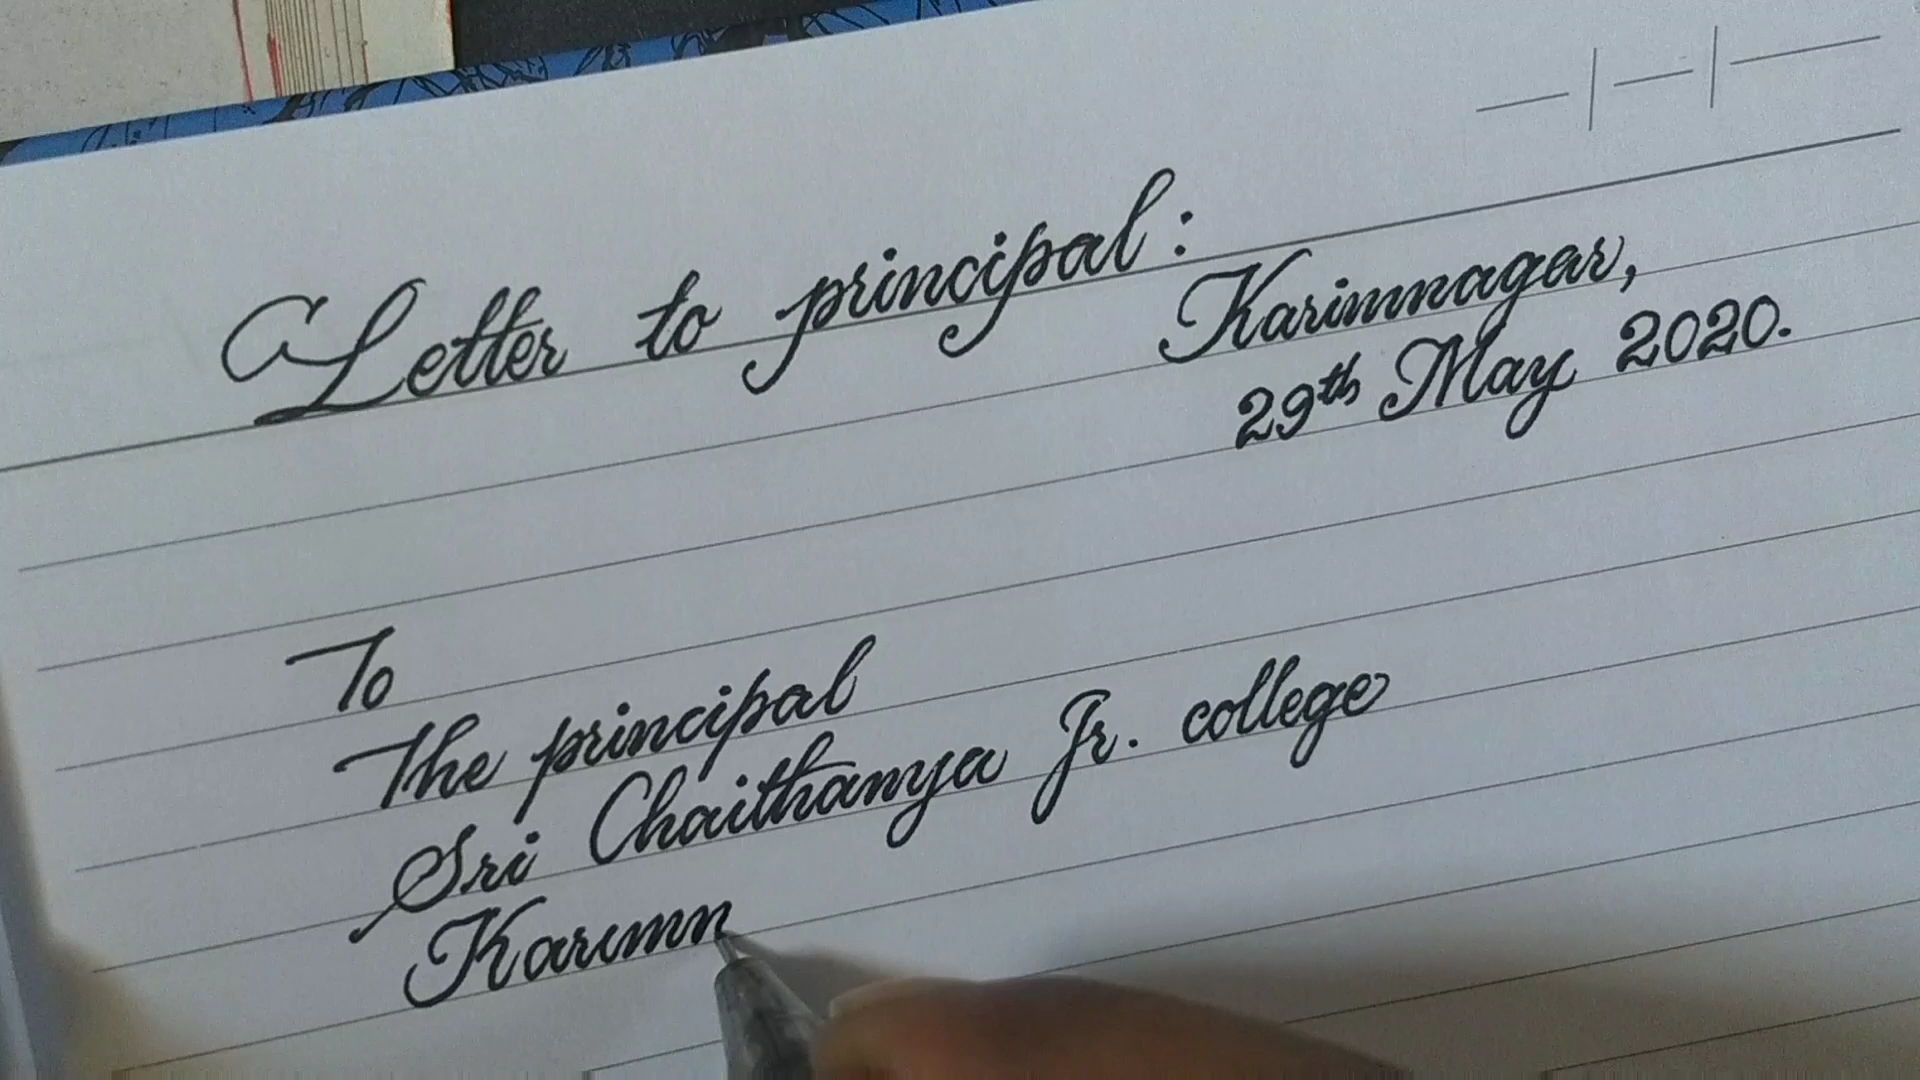 Letter to principal:
Karimnagar,
29th May 2020.
To
The principal
Sri Chaithanya Jr. college
Karimn